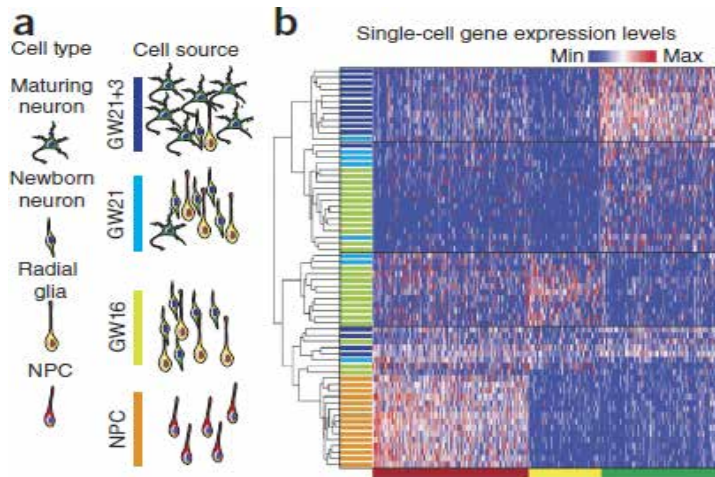 a
Cell type
Cell source
Maturing
neuron
Newborn
neuron
Radial
glia
NPC
GW21+3
GW21
GW16
NPC
b
Single-cell gene expression levels
Min Max